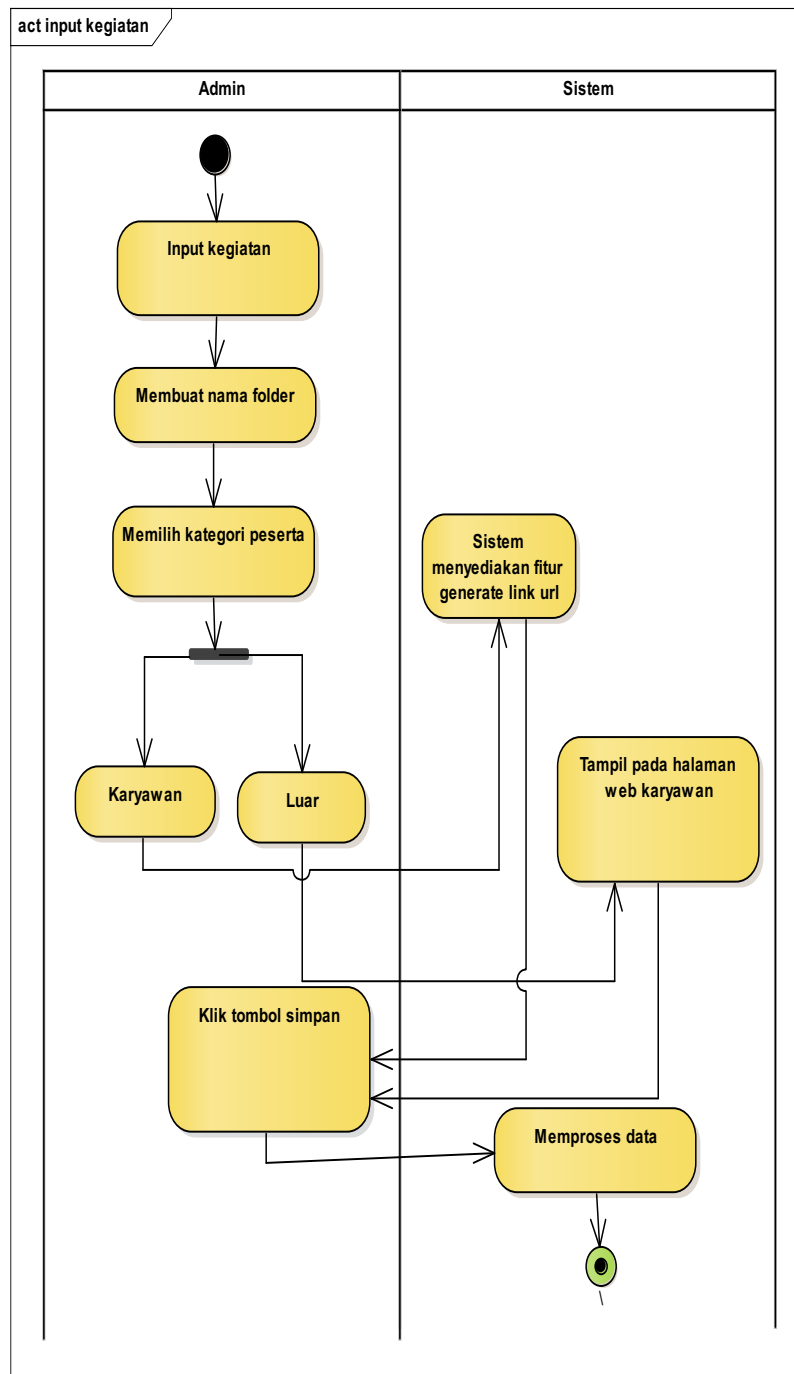 act input kegiatan
Admin
Sistem
Input kegiatan
Membuat nama folder
Memilih kategori peserta
Sistem
menyediakan fitur
generate link url
Karyawan
Luar
Tampil pada halaman
web karyawan
Klik tombol simpan
Memproses data